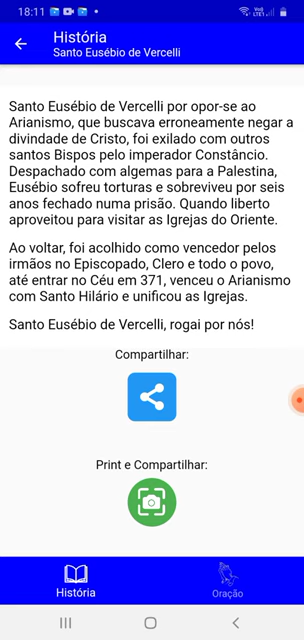 18:11
História
Santo Eusébio de Vercelli
Santo Eusébio de Vercelli por opor-se ao
Arianismo, que buscava erroneamente negar a
divindade de Cristo, foi exilado com outros
santos Bispos pelo imperador Constâncio.
Despachado com algemas para a Palestina,
Eusébio sofreu torturas e sobreviveu por seis
anos fechado numa prisão. Quando liberto
aproveitou para visitar as Igrejas do Oriente.
Ao voltar, foi acolhido como vencedor pelos
irmãos no Episcopado, Clero e todo o povo,
até entrar no Céu em 371, venceu o Arianismo
com Santo Hilário e unificou as Igrejas.
Santo Eusébio de Vercelli, rogai por nós!
Compartilhar:
Print e Compartilhar:
História
Oração